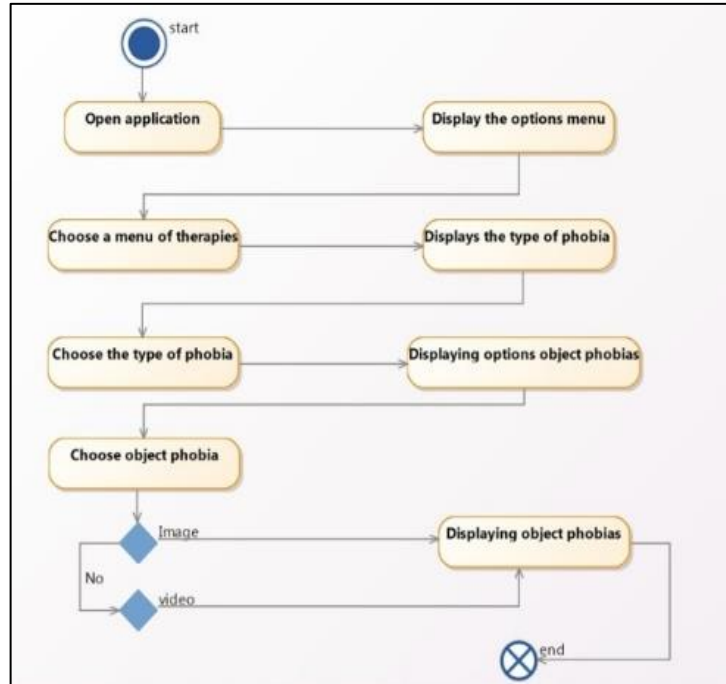 start
Open application
Display the options menu
Choose a menu of therapies
Displays the type of phobia
Choose the type of phobia
Displaying options object phobias
Choose object phobia
Image
Displaying object phobias
No
video
end